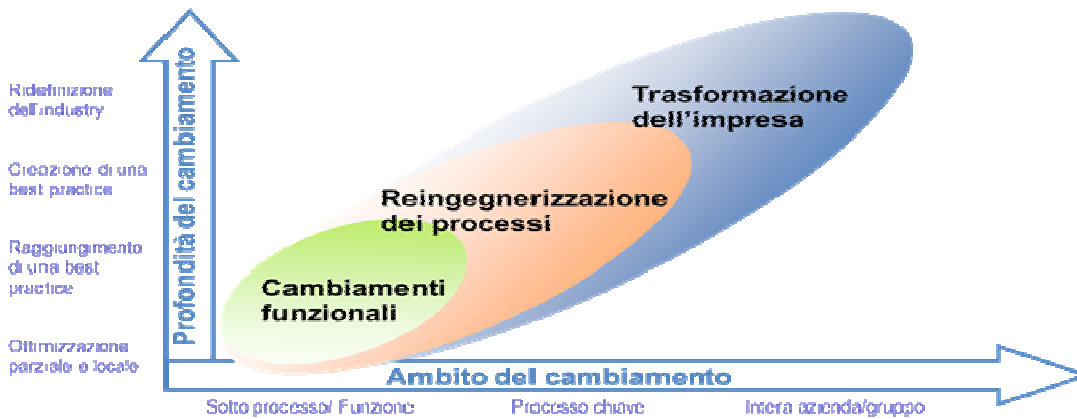 Profondità del cambiamento
Ridefinizione
dell'industry
Creazione di una
best practice
Raggiungimento
di una best
practice
Ottimizzazione
parziale o locale
Trasformazione
dell'impresa
Reingegnerizzazione
dei processi
Cambiamenti
funzionali
Ambito del cambiamento
Sotto processo/ Funzione
Processo chiave
Intera azienda/gruppo